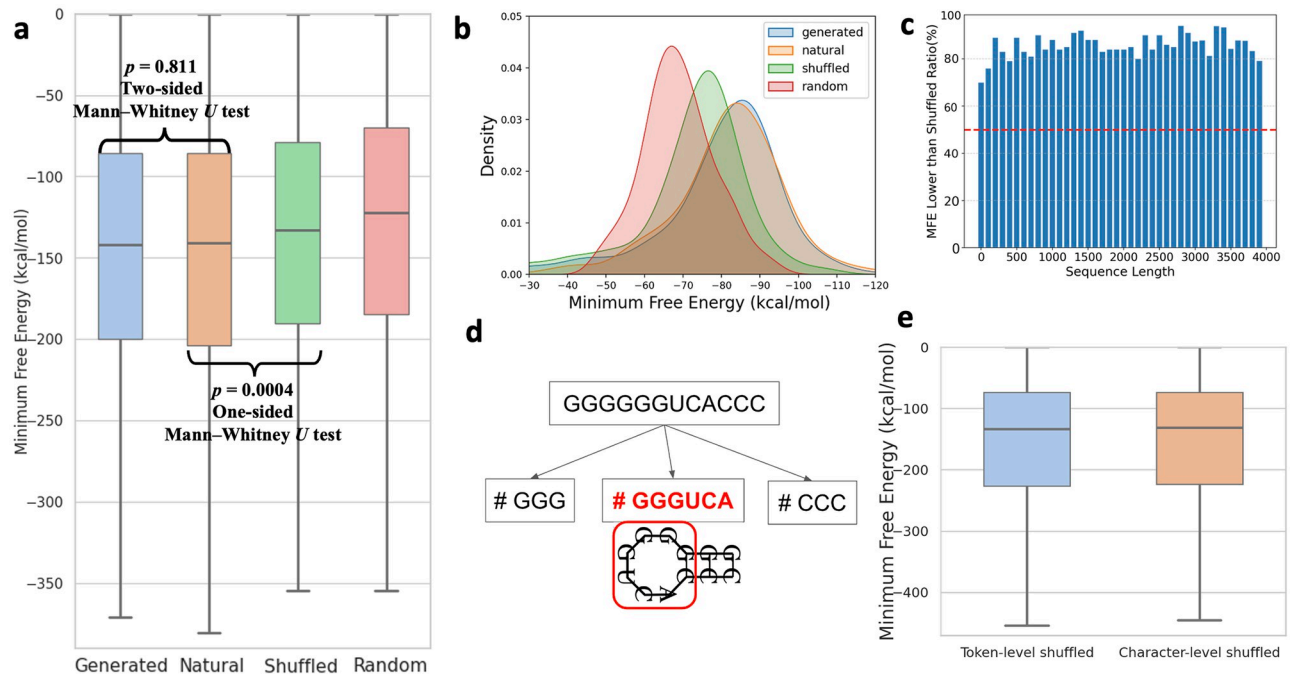 a
Minimum Free Energy (kcal/mol)
0
−50
−100
−150
−200
−250
−300
−350
p = 0.811
Two-sided
Mann–Whitney U test
p = 0.0004
One-sided
Mann–Whitney U test
Generated Natural Shuffled Random
b
Density
0.05
0.04
0.03
0.02
0.01
0.00
generated
natural
shuffled
random
−30 −40 −50 −60 −70 −80 −90 −100 −110 −120
Minimum Free Energy (kcal/mol)
c
MFE Lower than Shuffled Ratio(%)
100
80
60
40
20
0
0 500 1000 1500 2000 2500 3000 3500 4000
Sequence Length
d
GGGGGGUCACCC
# GGG
# GGGUCA
# CCC
e
Minimum Free Energy (kcal/mol)
0
−100
−200
−300
−400
Token-level shuffled Character-level shuffled